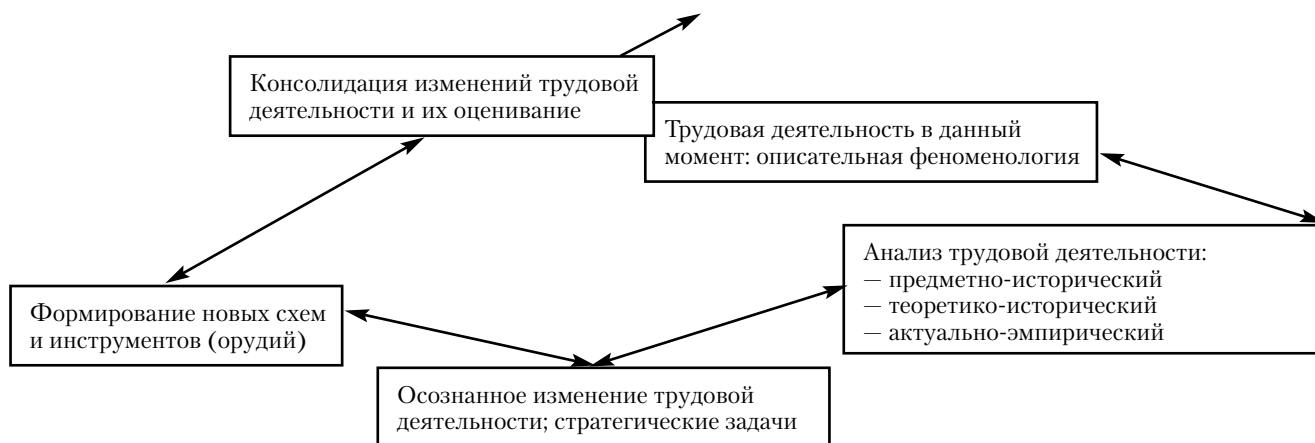 Консолидация изменений трудовой
деятельности и их оценивание
Трудовая деятельность в данный
момент: описательная феноменология
Анализ трудовой деятельности:
— предметно-исторический
— теоретико-исторический
— актуально-эмпирический
Формирование новых схем
и инструментов (орудий)
Осознанное изменение трудовой
деятельности; стратегические задачи